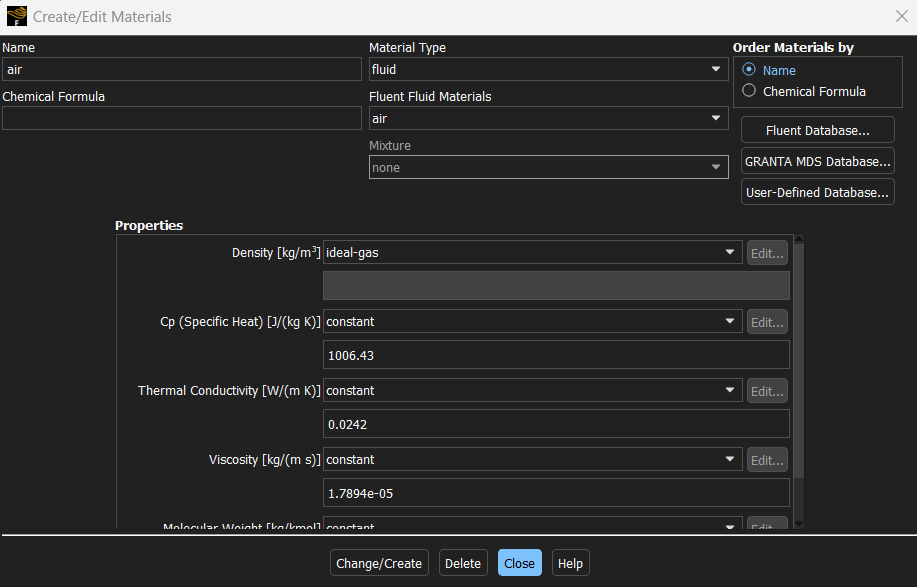 Create/Edit Materials
Name
Material Type
Order Materials by
air
fluid
Name
Chemical Formula
Chemical Formula
Fluent Fluid Materials
air
Fluent Database...
Mixture
none
GRANTA MDS Database...
User-Defined Database...
Properties
Density [kg/m³] ideal-gas Edit...
Cp (Specific Heat) [J/(kg K)] constant Edit...
1006.43
Thermal Conductivity [W/(m K)] constant Edit...
0.0242
Viscosity [kg/(m s)] constant Edit...
1.7894e-05
Molecular Weight [kg/kmol] constant Edit...
Change/Create Delete Close Help